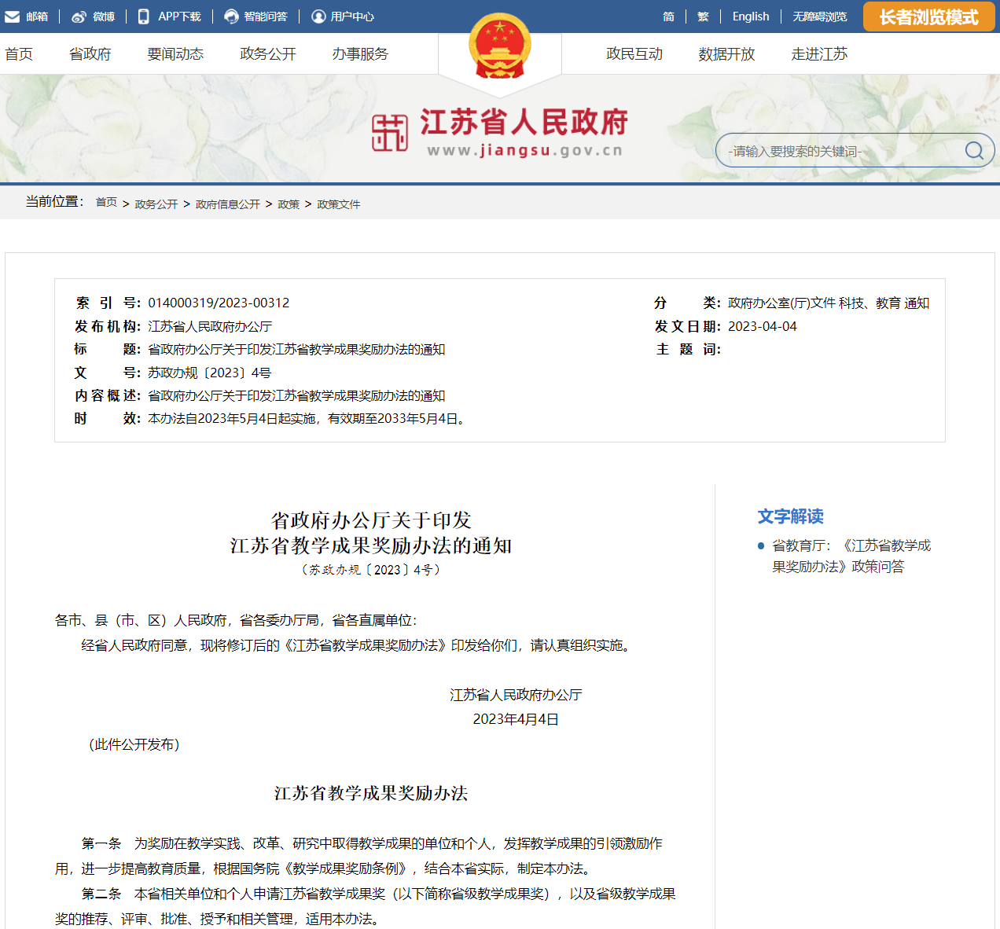 邮箱 微博 APP下载 智能问答 用户中心 简 繁 English 无障碍浏览 长者浏览模式
首页 省政府 要闻动态 政务公开 办事服务 政民互动 数据开放 走进江苏
江苏省人民政府
www.jiangsu.gov.cn
-请输入要搜索的关键词-
当前位置： 首页 > 政务公开 > 政府信息公开 > 政策 > 政策文件
索引号：014000319/2023-00312 分类：政府办公室(厅)文件 科技、教育 通知
发布机构：江苏省人民政府办公厅 发文日期：2023-04-04
标题：省政府办公厅关于印发江苏省教学成果奖励办法的通知 主题词：
文号：苏政办规〔2023〕4号
内容概述：省政府办公厅关于印发江苏省教学成果奖励办法的通知
时效：本办法自2023年5月4日起实施，有效期至2033年5月4日。
省政府办公厅关于印发
江苏省教学成果奖励办法的通知
（苏政办规〔2023〕4号）
各市、县（市、区）人民政府，省各委办厅局，省各直属单位：
经省人民政府同意，现将修订后的《江苏省教学成果奖励办法》印发给你们，请认真组织实施。
江苏省人民政府办公厅
2023年4月4日
（此件公开发布）
江苏省教学成果奖励办法
第一条 为奖励在教学实践、改革、研究中取得教学成果的单位和个人，发挥教学成果的引领激励作
用，进一步提高教育质量，根据国务院《教学成果奖励条例》，结合本省实际，制定本办法。
第二条 本省相关单位和个人申请江苏省教学成果奖（以下简称省级教学成果奖），以及省级教学成果
奖的推荐、评审、批准、授予和相关管理，适用本办法。
文字解读
省教育厅：《江苏省教学成
果奖励办法》政策问答